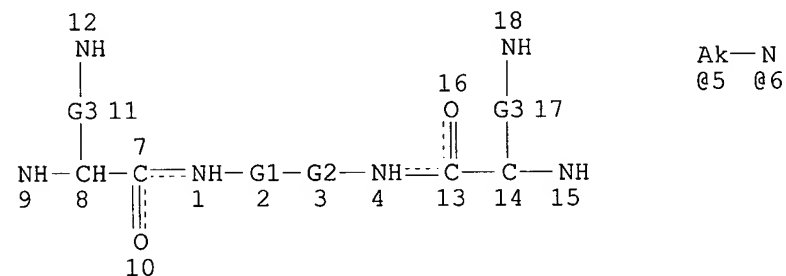 12 18
NH NH
16 Ak N
G3 11 O G3 17 @5 @6
7
NH CH C NH G1 G2 NH C C NH
9 8 1 2 3 4 13 14 15
O
10